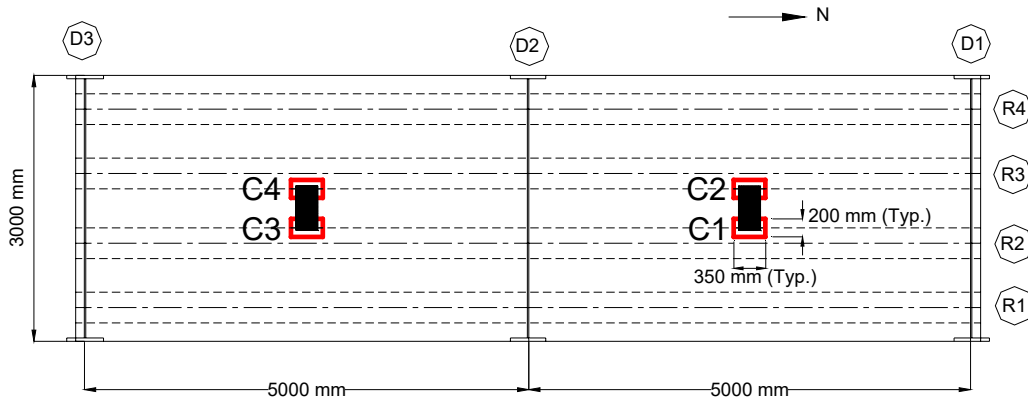 N
D3
D2
D1
R4
R3
C4
C2
C3
C1
200 mm (Typ.)
3000 mm
R2
350 mm (Typ.)
R1
5000 mm
5000 mm